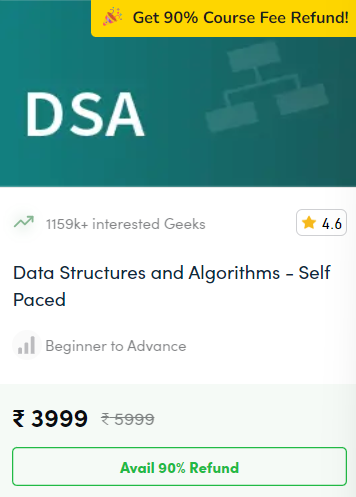 🎉 Get 90% Course Fee Refund!
DSA
1159k+ interested Geeks
4.6
Data Structures and Algorithms - Self
Paced
Beginner to Advance
₹ 3999 ₹ 5999
Avail 90% Refund